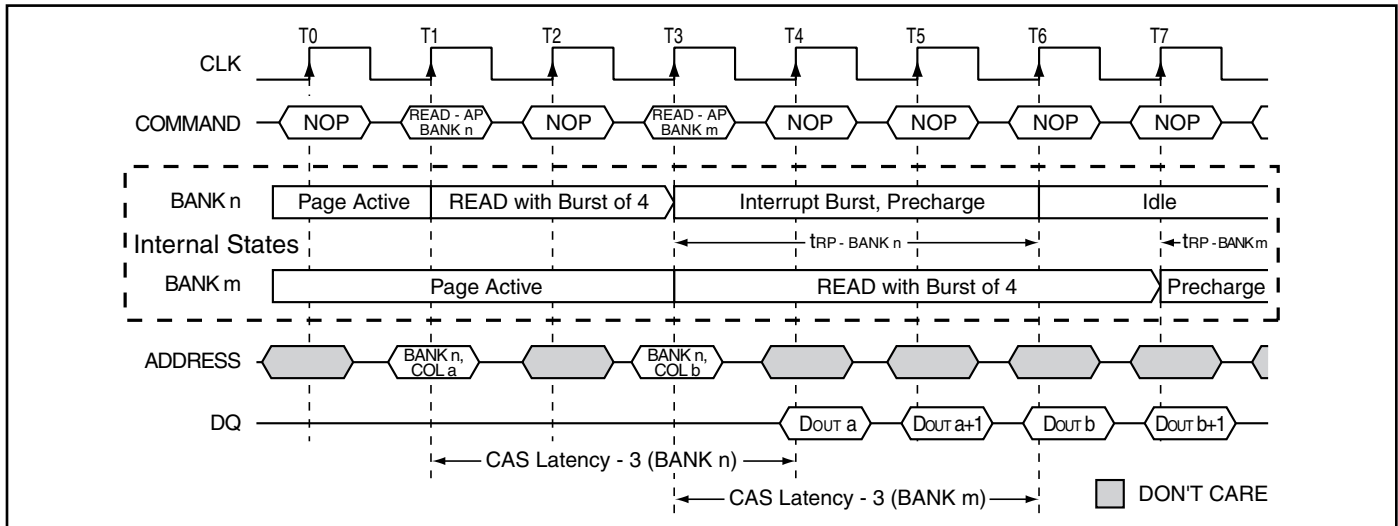 T0 T1 T2 T3 T4 T5 T6 T7
CLK
COMMAND NOP READ - AP BANK n NOP READ - AP BANK m NOP NOP NOP NOP
BANK n Page Active READ with Burst of 4 Interrupt Burst, Precharge Idle
Internal States tRP - BANK n tRP - BANK m
BANK m Page Active READ with Burst of 4 Precharge
ADDRESS BANK n, COL a BANK n, COL b
DQ DOUT a DOUT a+1 DOUT b DOUT b+1
CAS Latency - 3 (BANK n)
CAS Latency - 3 (BANK m) DON'T CARE